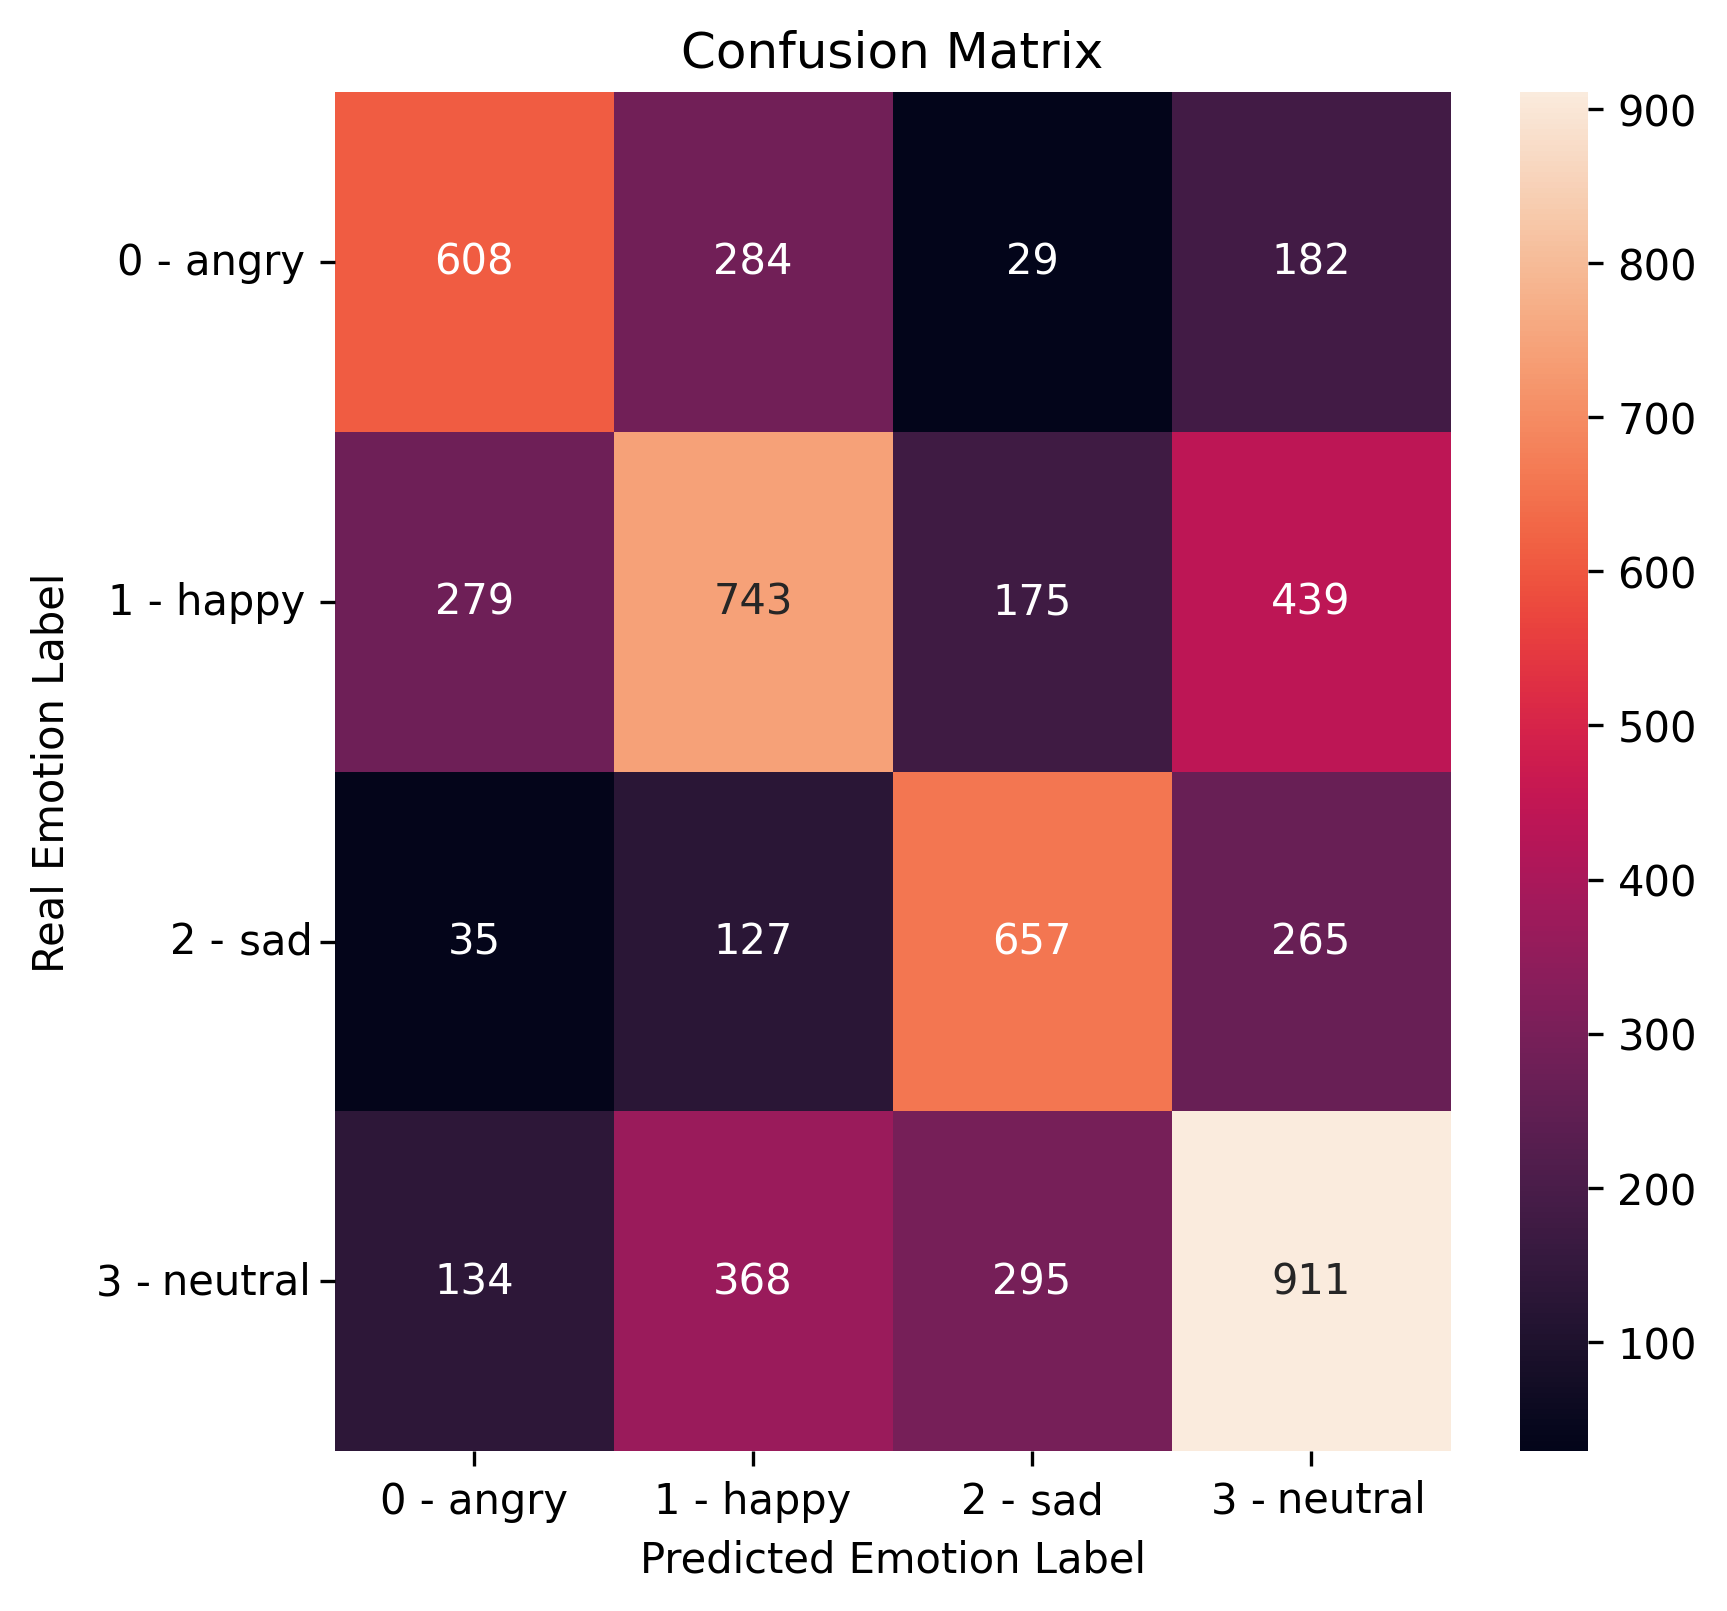 Confusion Matrix
0 - angry 608 284 29 182
1 - happy 279 743 175 439
2 - sad 35 127 657 265
3 - neutral 134 368 295 911
0 - angry 1 - happy 2 - sad 3 - neutral
Predicted Emotion Label
Real Emotion Label
900
800
700
600
500
400
300
200
100